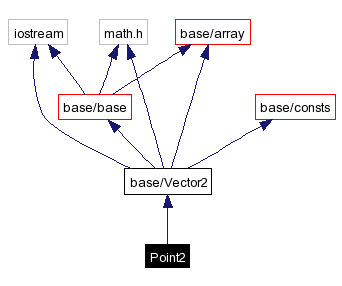 iostream
math.h
base/array
base/base
base/consts
base/Vector2
Point2